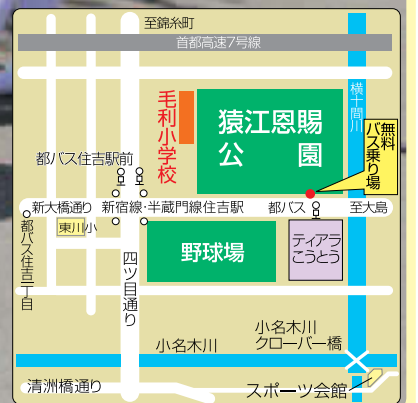 至錦糸町
首都高速7号線
毛利小学校
猿江恩賜
公園
横十間川
無料
バス乗り場
都バス住吉駅前
新大橋通り
新宿線・半蔵門線住吉駅
都バス
至大島
東川小
都バス住吉一丁目
四ツ目通り
野球場
ティアラ
こうとう
小名木川
小名木川
クローバー橋
清洲橋通り
スポーツ会館